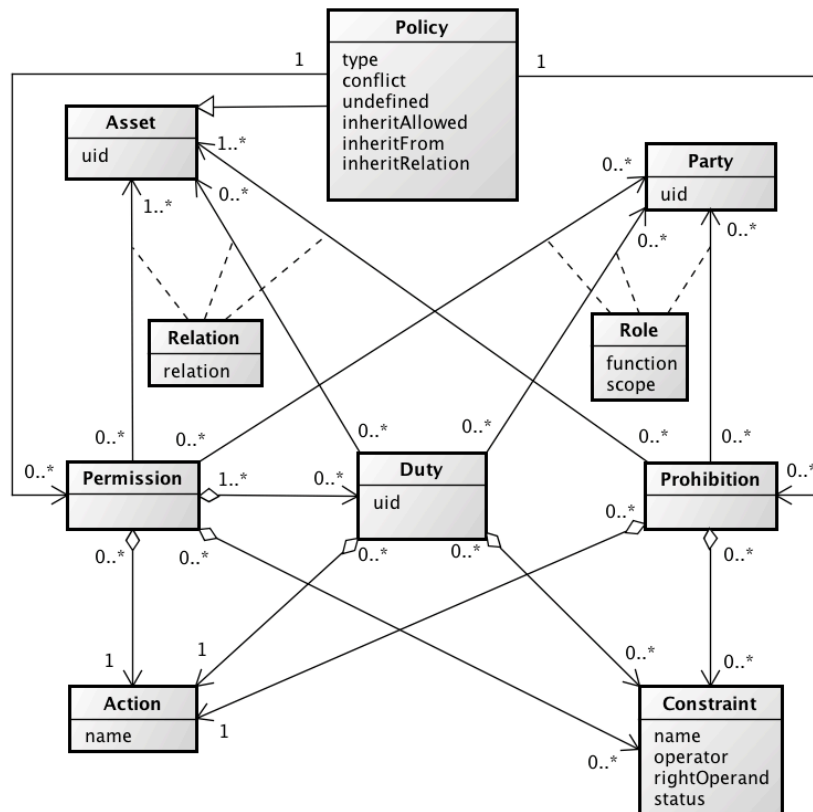 Policy
type
conflict
undefined
inheritAllowed
inheritFrom
inheritRelation
1
1
Asset
uid
1..*
0..*
1..*
Party
uid
0..*
0..*
0..*
Relation
relation
Role
function
scope
0..*
0..*
0..*
0..*
0..*
0..*
0..*
Permission
1..*
0..*
Duty
uid
Prohibition
0..*
0..*
0..*
0..*
0..*
0..*
0..*
1
1
0..*
0..*
Action
name
1
0..*
Constraint
name
operator
rightOperand
status